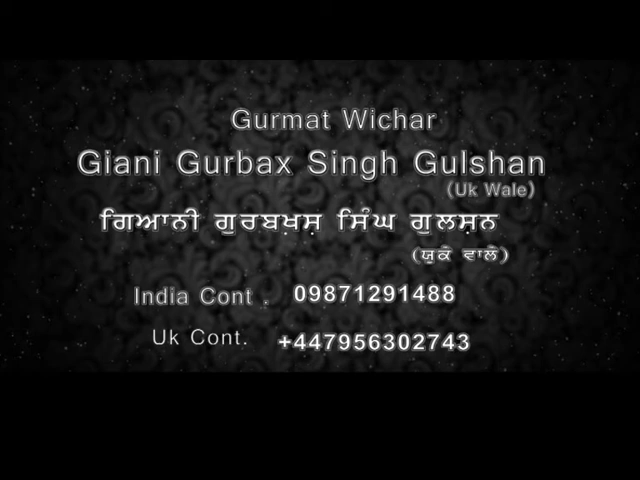 Gurmat Wichar
Giani Gurbax Singh Gulshan
(Uk Wale)
ਗਿਆਨੀ ਗੁਰਬਖ਼ਸ਼ ਸਿੰਘ ਗੁਲਸ਼ਨ
(ਯੁਕੇ ਵਾਲੇ)
India Cont . 09871291488
Uk Cont. +447956302743